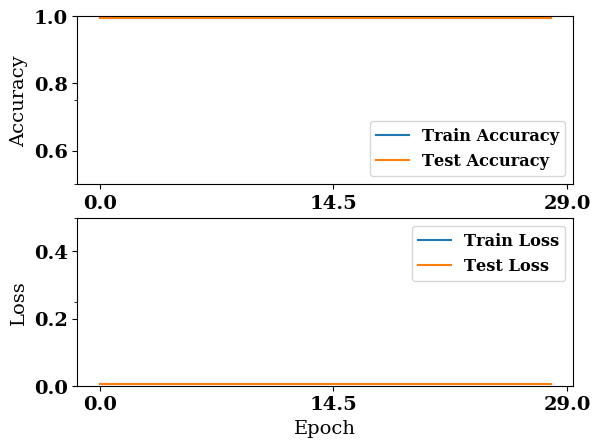 1.0
0.8
0.6
Accuracy
Train Accuracy
Test Accuracy
0.0 14.5 29.0
0.4
0.2
0.0
Loss
Train Loss
Test Loss
0.0 14.5 29.0
Epoch